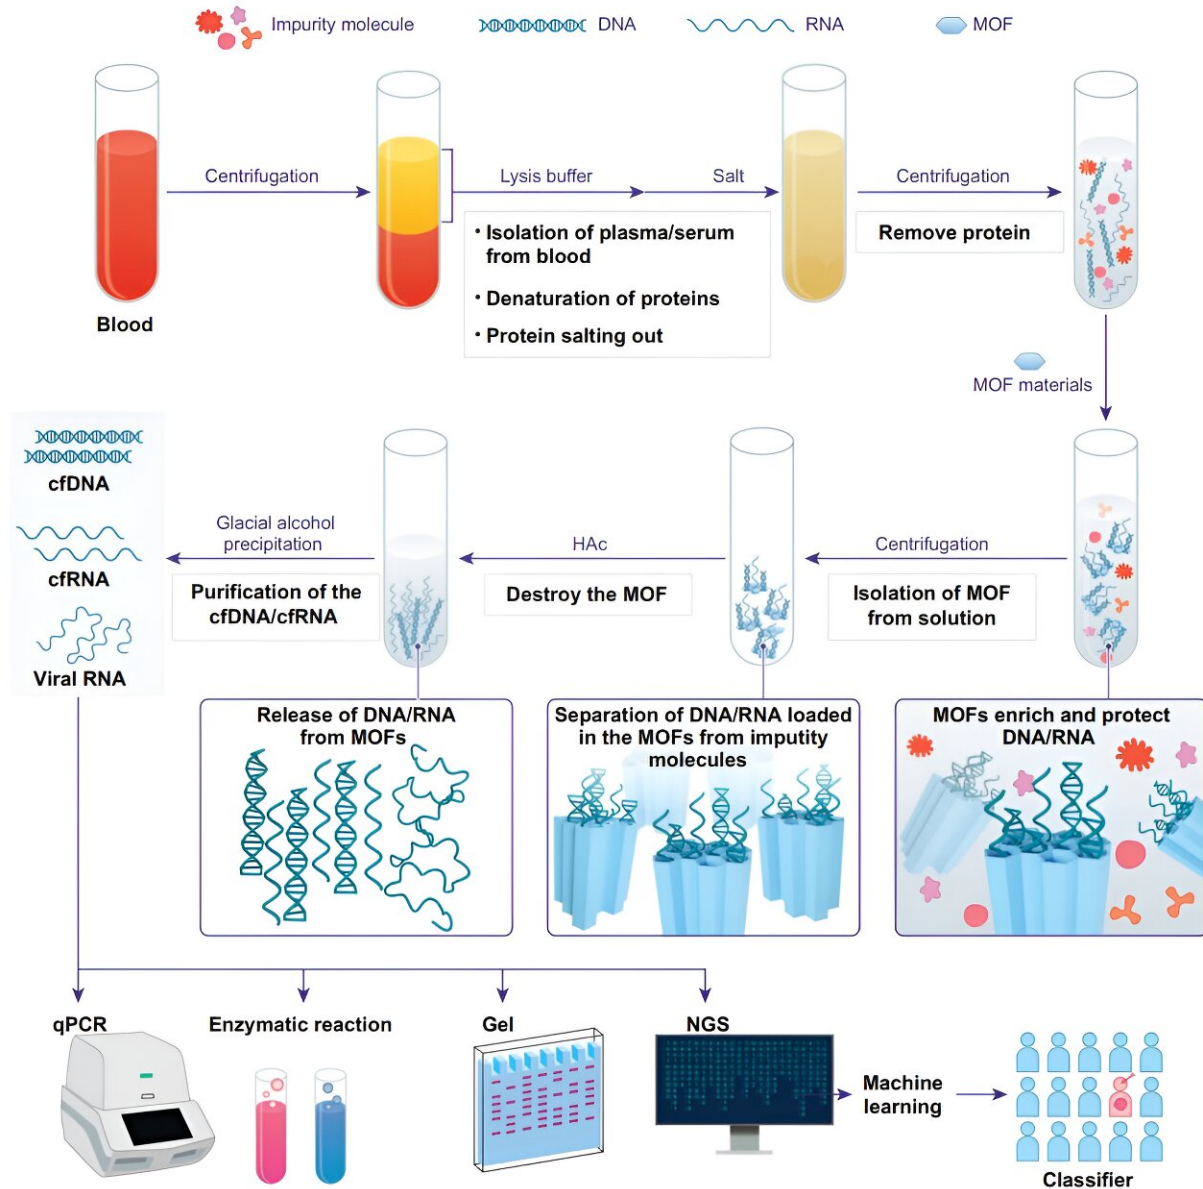 Impurity molecule
DNA
RNA
MOF
Centrifugation
Lysis buffer
Salt
Centrifugation
• Isolation of plasma/serum
from blood
• Denaturation of proteins
• Protein salting out
Remove protein
Blood
MOF materials
cfDNA
cfRNA
Viral RNA
Glacial alcohol
precipitation
Purification of the
cfDNA/cfRNA
HAc
Destroy the MOF
Centrifugation
Isolation of MOF
from solution
Release of DNA/RNA
from MOFs
Separation of DNA/RNA loaded
in the MOFs from imputity
molecules
MOFs enrich and protect
DNA/RNA
qPCR
Enzymatic reaction
Gel
NGS
Machine
learning
Classifier